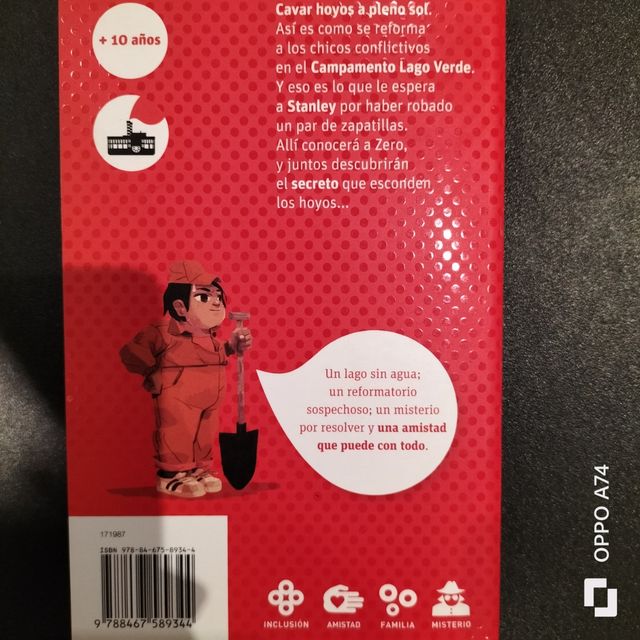 Cavar hoyos a pleno sol.
+ 10 años
Así es como se reforma
a los chicos conflictivos
en el Campamento Lago Verde.
Y eso es lo que le espera
a Stanley por haber robado
un par de zapatillas.
Allí conocerá a Zero,
y juntos descubrirán
el secreto que esconden
los hoyos...
Un lago sin agua;
un reformatorio
sospechoso; un misterio
por resolver y una amistad
que puede con todo.
171987
ISBN 978-84-675-8934-4
9 788467 589344
INCLUSIÓN
AMISTAD
FAMILIA
MISTERIO
OPPO A74